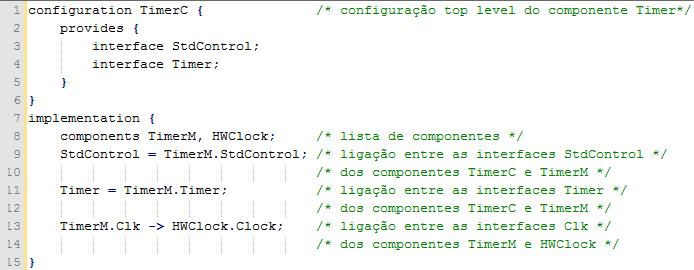 1 configuration TimerC { /* configuração top level do componente Timer*/
2 provides {
3 interface StdControl;
4 interface Timer;
5 }
6 }
7 implementation {
8 components TimerM, HWClock; /* lista de componentes */
9 StdControl = TimerM.StdControl; /* ligação entre as interfaces StdControl */
10 /* dos componentes TimerC e TimerM */
11 Timer = TimerM.Timer; /* ligação entre as interfaces Timer */
12 /* dos componentes TimerC e TimerM */
13 TimerM.Clk -> HWClock.Clock; /* ligação entre as interfaces Clk */
14 /* dos componentes TimerM e HWClock */
15 }